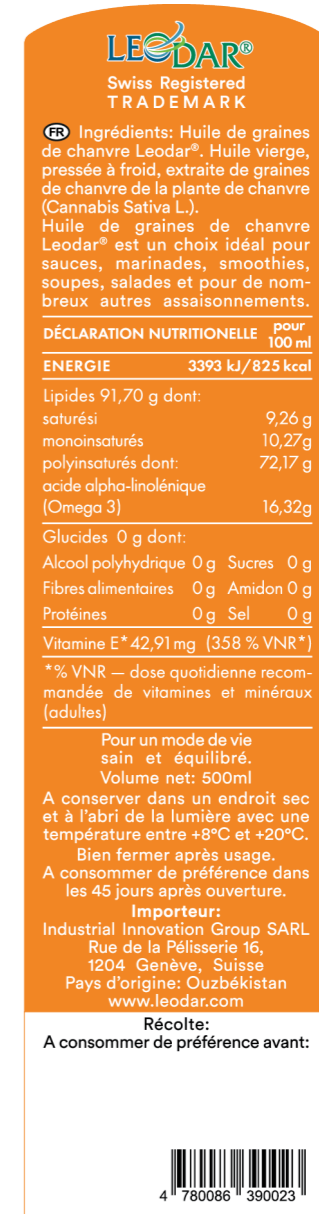 LEODAR®
Swiss Registered
TRADEMARK
FR Ingrédients: Huile de graines
de chanvre Leodar®. Huile vierge,
pressée à froid, extraite de graines
de chanvre de la plante de chanvre
(Cannabis Sativa L.).
Huile de graines de chanvre
Leodar® est un choix idéal pour
sauces, marinades, smoothies,
soupes, salades et pour de nom-
breux autres assaisonnements.
DÉCLARATION NUTRITIONELLE pour
100 ml
ENERGIE 3393 kJ/825 kcal
Lipides 91,70 g dont:
saturési 9,26 g
monoinsaturés 10,27g
polyinsaturés dont: 72,17 g
acide alpha-linolénique
(Omega 3) 16,32g
Glucides 0 g dont:
Alcool polyhydrique 0 g Sucres 0 g
Fibres alimentaires 0 g Amidon 0 g
Protéines 0 g Sel 0 g
Vitamine E* 42,91 mg (358 % VNR*)
*% VNR — dose quotidienne recom-
mandée de vitamines et minéraux
(adultes)
Pour un mode de vie
sain et équilibré.
Volume net: 500ml
A conserver dans un endroit sec
et à l'abri de la lumière avec une
température entre +8°C et +20°C.
Bien fermer après usage.
A consommer de préférence dans
les 45 jours après ouverture.
Importeur:
Industrial Innovation Group SARL
Rue de la Pélisserie 16,
1204 Genève, Suisse
Pays d'origine: Ouzbékistan
www.leodar.com
Récolte:
A consommer de préférence avant:
4 780086 390023